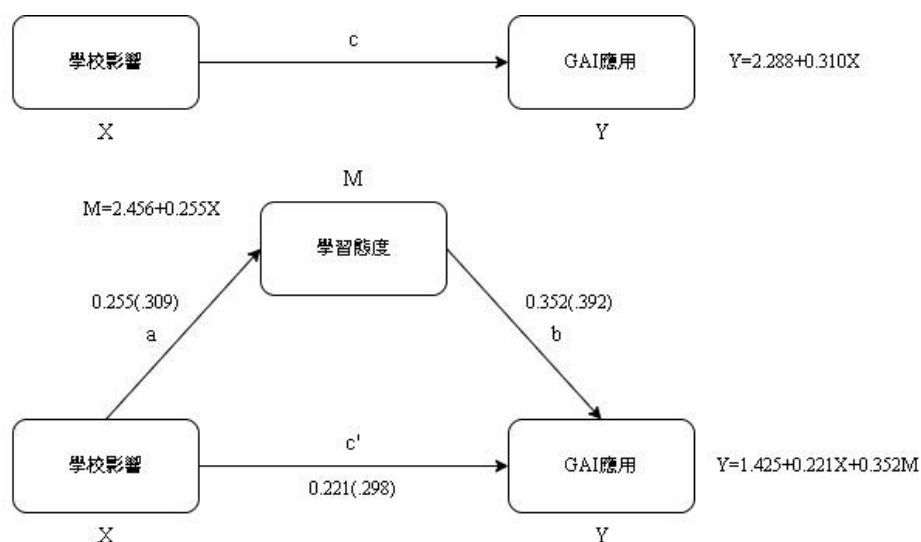 學校影響
c
GAI應用
Y=2.288+0.310X
X
Y
M
M=2.456+0.255X
學習態度
0.255(.309)
a
0.352(.392)
b
學校影響
c'
0.221(.298)
GAI應用
Y=1.425+0.221X+0.352M
X
Y